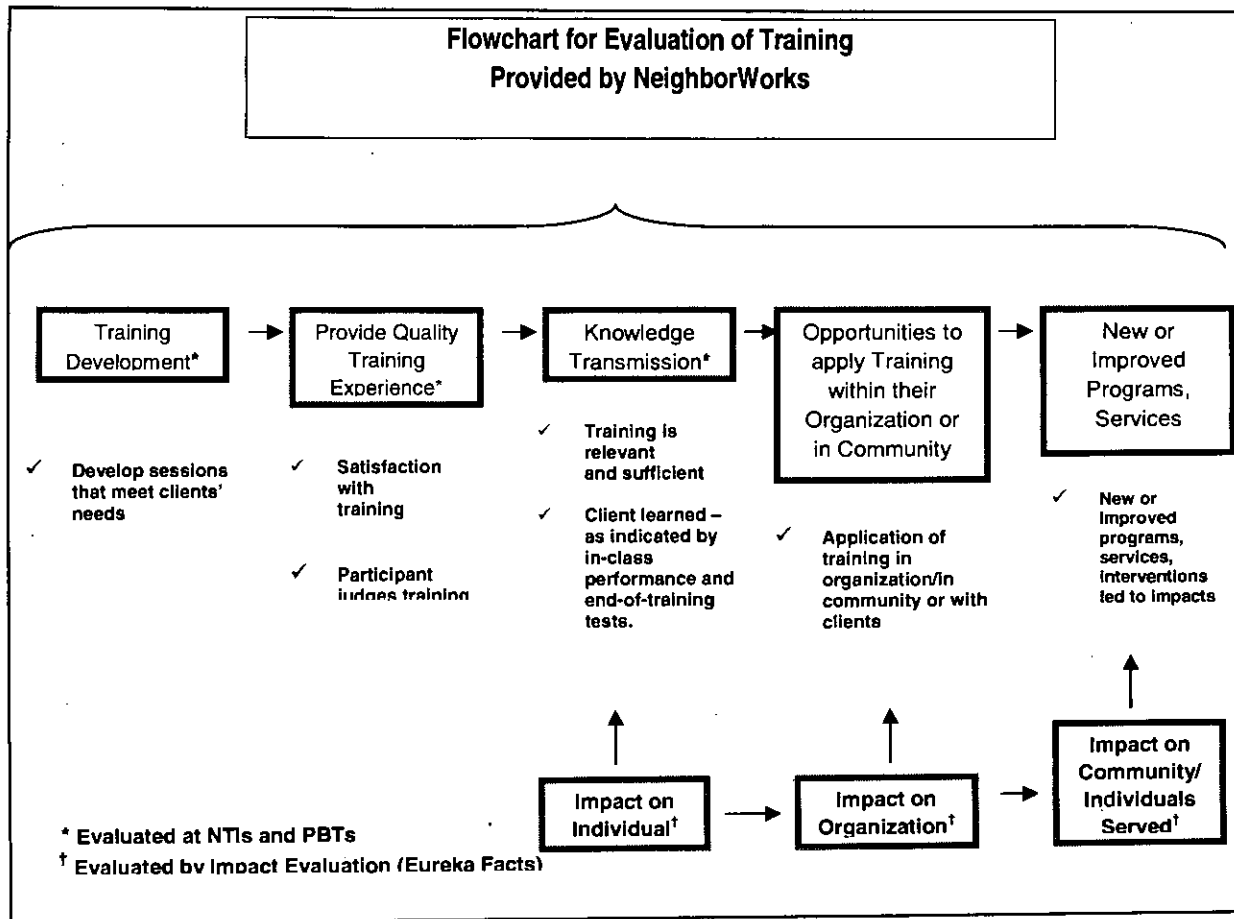 Flowchart for Evaluation of Training
Provided by NeighborWorks
Training
Development*
Provide Quality
Training
Experience*
Knowledge
Transmission*
Opportunities to
apply Training
within their
Organization or
in Community
New or
Improved
Programs,
Services
✓ Develop sessions
that meet clients'
needs
✓ Satisfaction
with
training
✓ Participant
judges training
✓ Training is
relevant
and sufficient
✓ Client learned –
as indicated by
in-class
performance and
end-of-training
tests.
✓ Application of
training in
organization/in
community or with
clients
✓ New or
Improved
programs,
services,
interventions
led to impacts
Impact on
Individual†
Impact on
Organization†
Impact on
Community/
Individuals
Served†
* Evaluated at NTIs and PBTs
† Evaluated by Impact Evaluation (Eureka Facts)